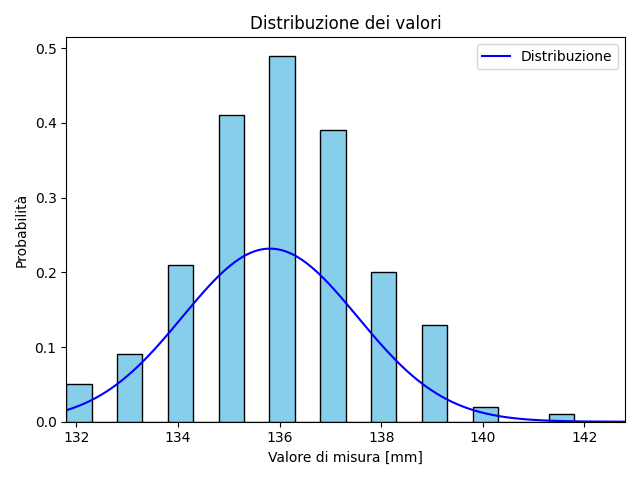 Distribuzione dei valori
Distribuzione
0.5
0.4
0.3
0.2
0.1
0.0
Probabilità
132 134 136 138 140 142
Valore di misura [mm]